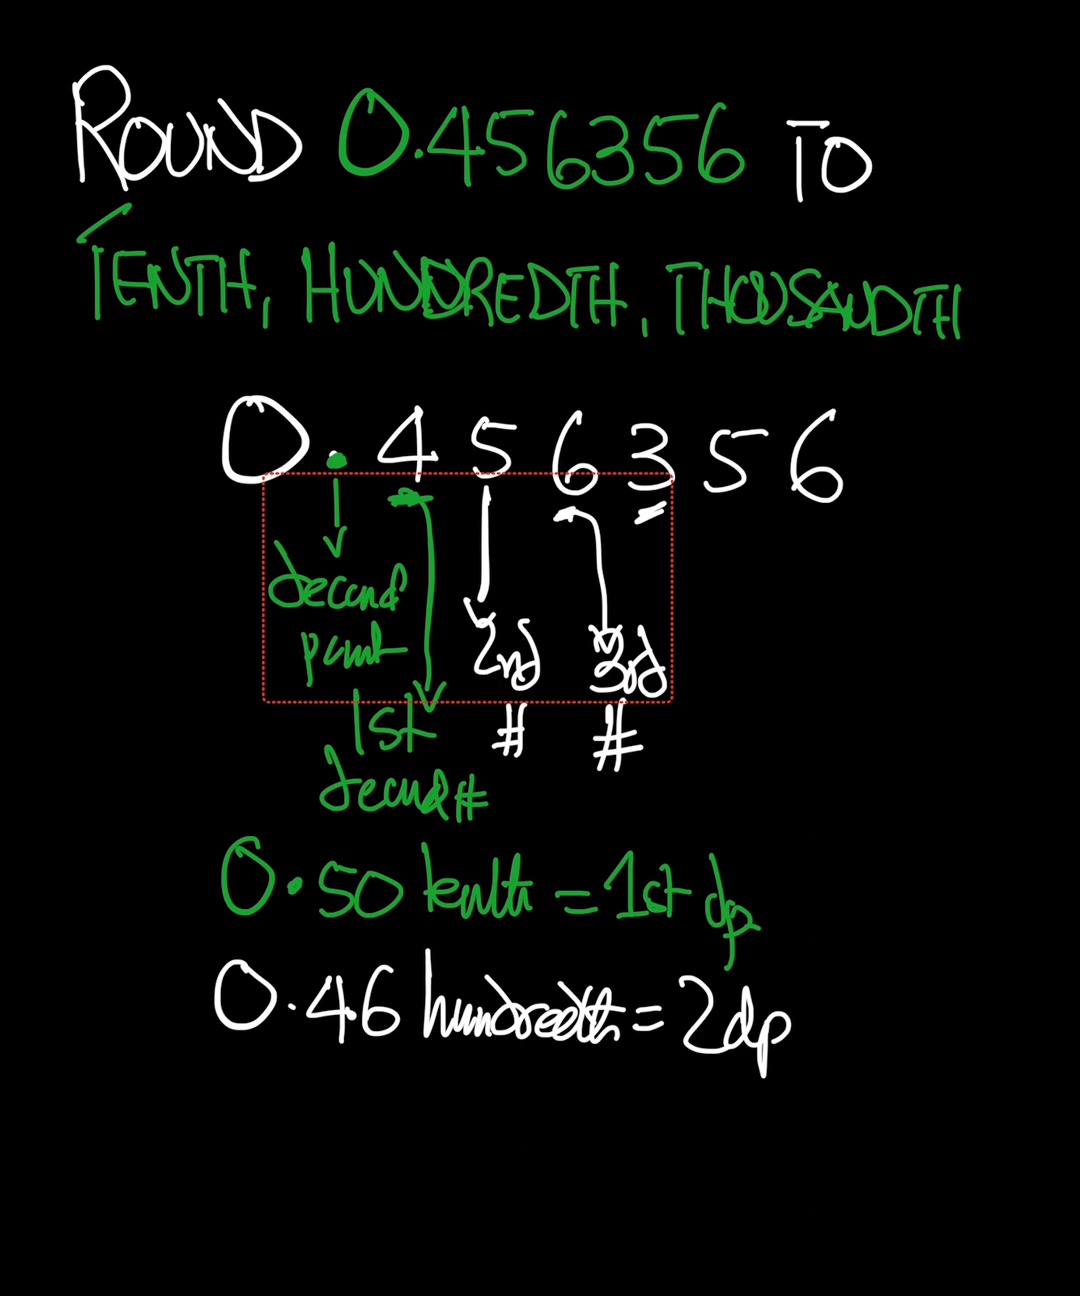 ROUND 0.456356 TO
TENTH, HUNDREDTH, THOUSANDTH
0.456356
decimal
point
1st
decimal #
2nd
#
3rd
#
0.50 tenth = 1st dp
0.46 hundredth = 2dp